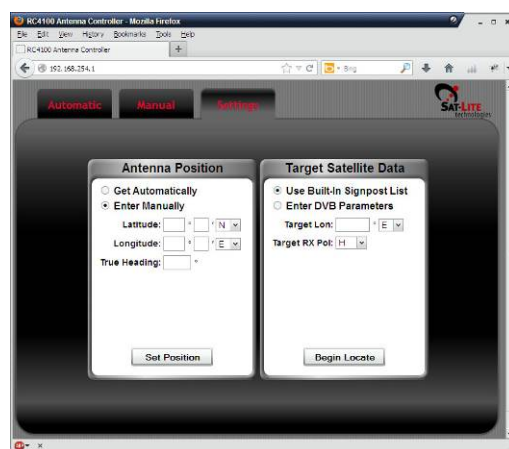 RC4100 Antenna Controller - Mozilla Firefox
File Edit View History Bookmarks Tools Help
RC4100 Antenna Controller +
192.168.254.1
Bing
Automatic Manual Settings
SAT-LITE
technologies
Antenna Position
Get Automatically
Enter Manually
Latitude: ° ' N
Longitude: ° ' E
True Heading: °
Set Position
Target Satellite Data
Use Built-In Signpost List
Enter DVB Parameters
Target Lon: ° E
Target RX Pol: H
Begin Locate